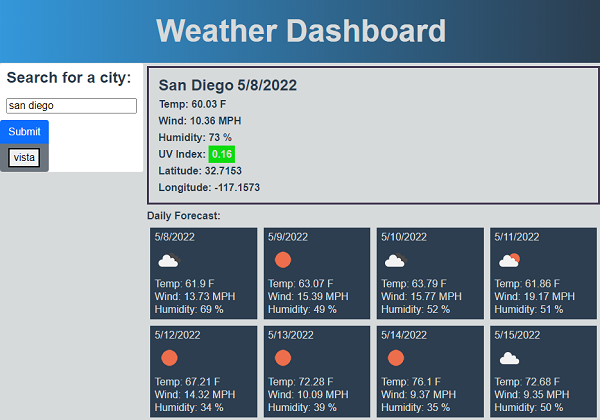 Weather Dashboard
Search for a city:
san diego
Submit
vista
San Diego 5/8/2022
Temp: 60.03 F
Wind: 10.36 MPH
Humidity: 73 %
UV Index: 0.16
Latitude: 32.7153
Longitude: -117.1573
Daily Forecast:
5/8/2022
Temp: 61.9 F
Wind: 13.73 MPH
Humidity: 69 %
5/9/2022
Temp: 63.07 F
Wind: 15.39 MPH
Humidity: 49 %
5/10/2022
Temp: 63.79 F
Wind: 15.77 MPH
Humidity: 52 %
5/11/2022
Temp: 61.86 F
Wind: 19.17 MPH
Humidity: 51 %
5/12/2022
Temp: 67.21 F
Wind: 14.32 MPH
Humidity: 34 %
5/13/2022
Temp: 72.28 F
Wind: 10.09 MPH
Humidity: 39 %
5/14/2022
Temp: 76.1 F
Wind: 9.37 MPH
Humidity: 35 %
5/15/2022
Temp: 72.68 F
Wind: 9.35 MPH
Humidity: 50 %